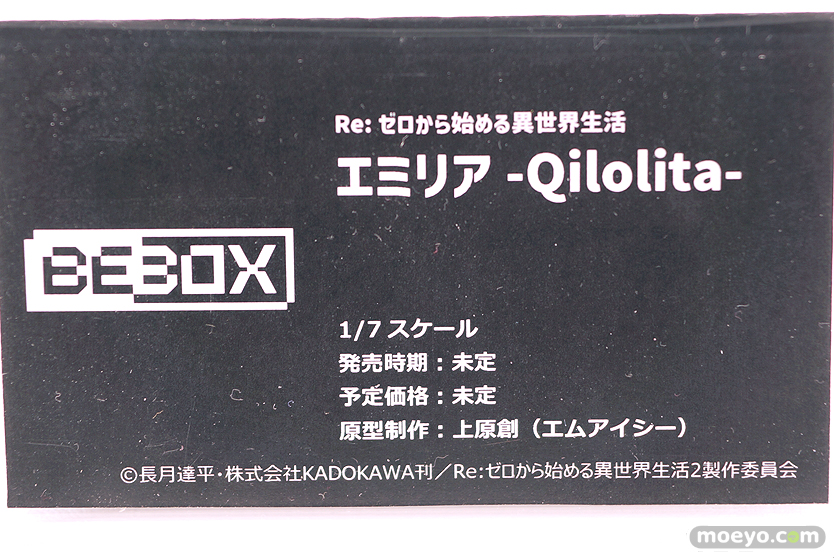 Re: ゼロから始める異世界生活
エミリア -Qilolita-
BEBOX
1/7 スケール
発売時期：未定
予定価格：未定
原型制作：上原創（エムアイシー）
©長月達平・株式会社KADOKAWA刊／Re:ゼロから始める異世界生活2製作委員会
moeyo.com